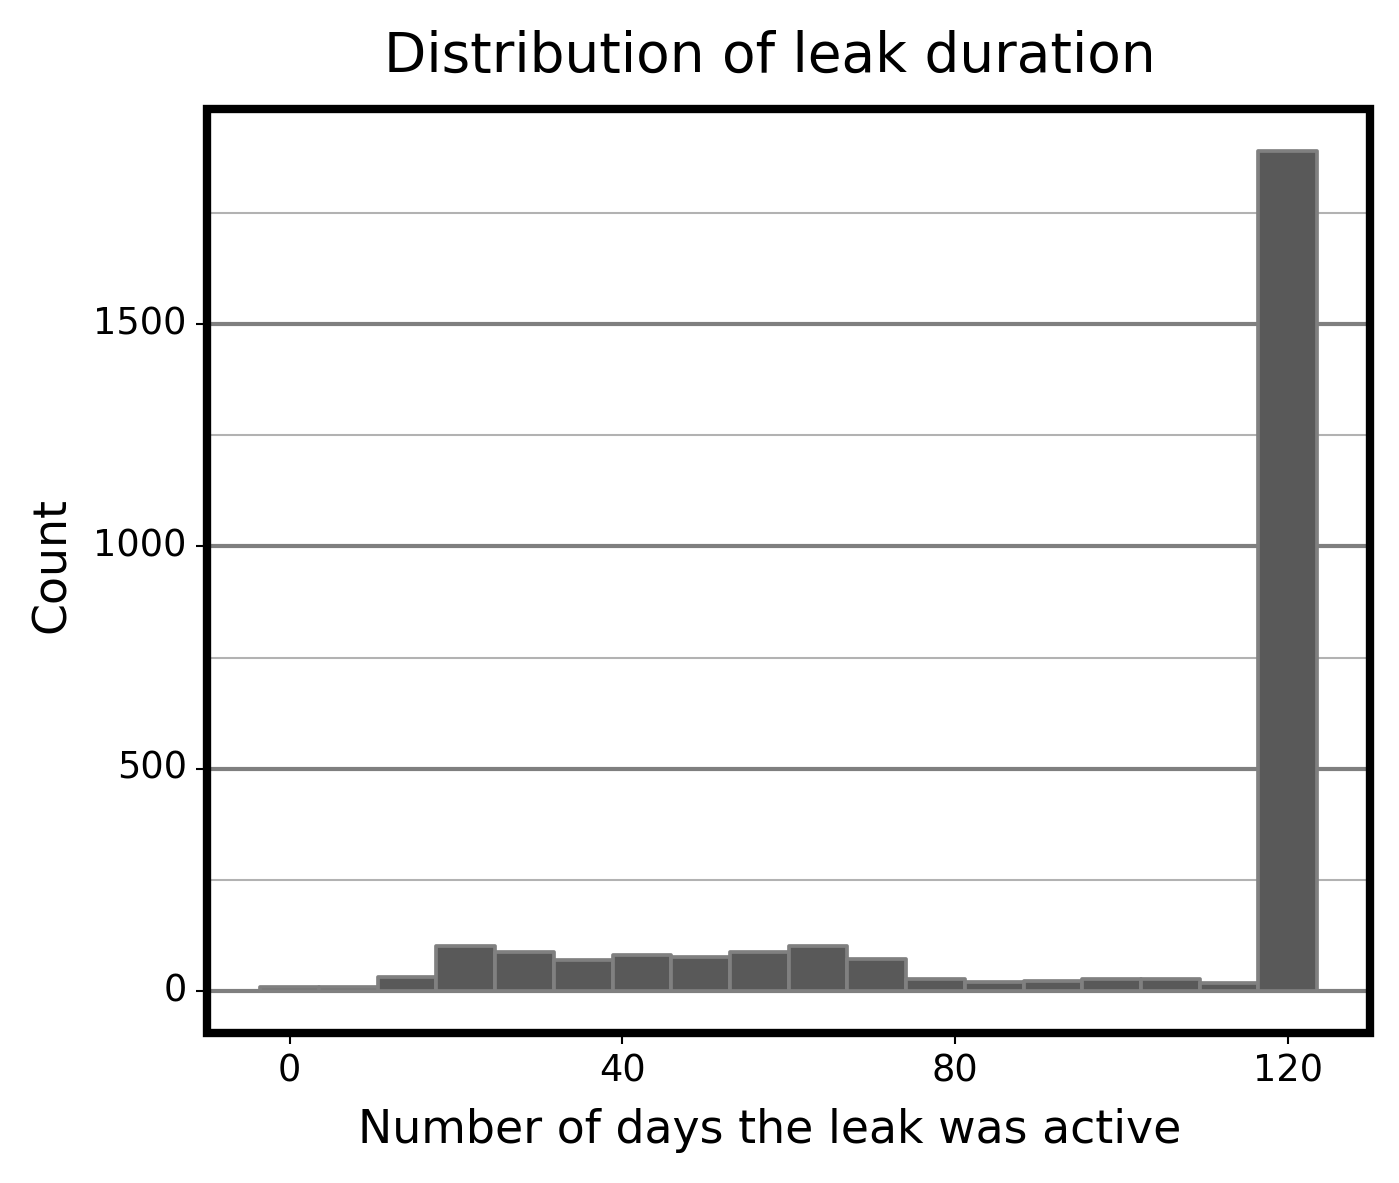 Distribution of leak duration
Count
1500
1000
500
0
0 40 80 120
Number of days the leak was active